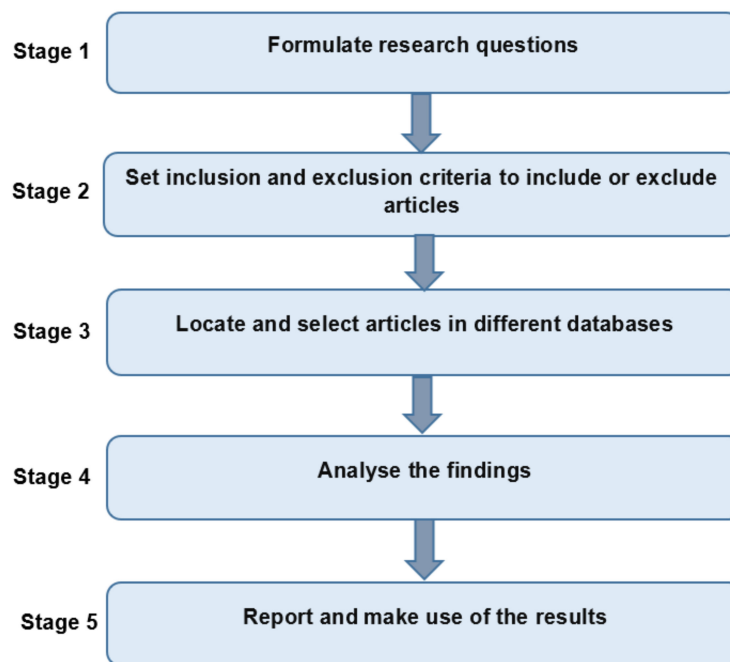 Stage 1
Formulate research questions
Stage 2
Set inclusion and exclusion criteria to include or exclude
articles
Stage 3
Locate and select articles in different databases
Stage 4
Analyse the findings
Stage 5
Report and make use of the results